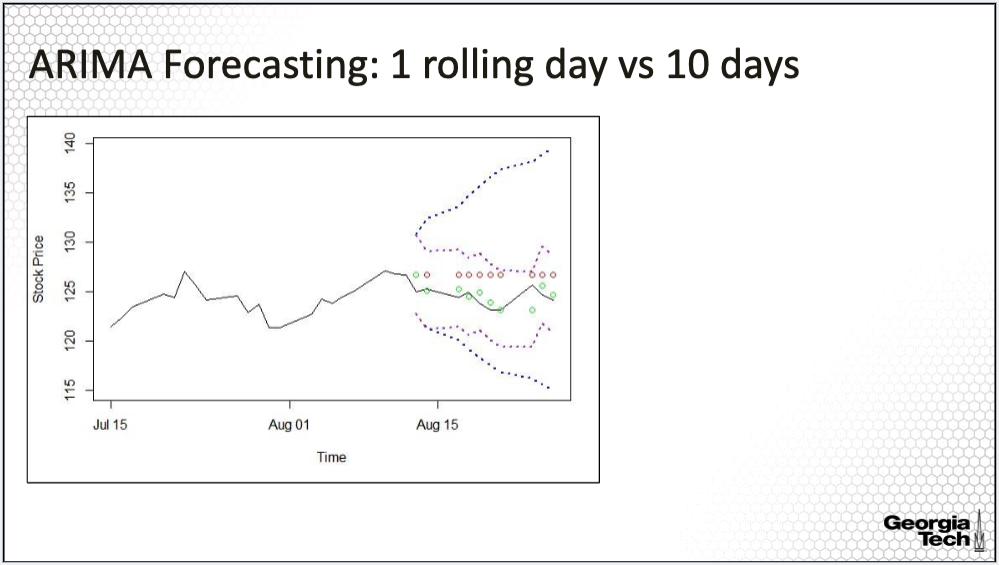 ARIMA Forecasting: 1 rolling day vs 10 days
140
135
130
125
120
115
Stock Price
Jul 15
Aug 01
Aug 15
Time
Georgia
Tech